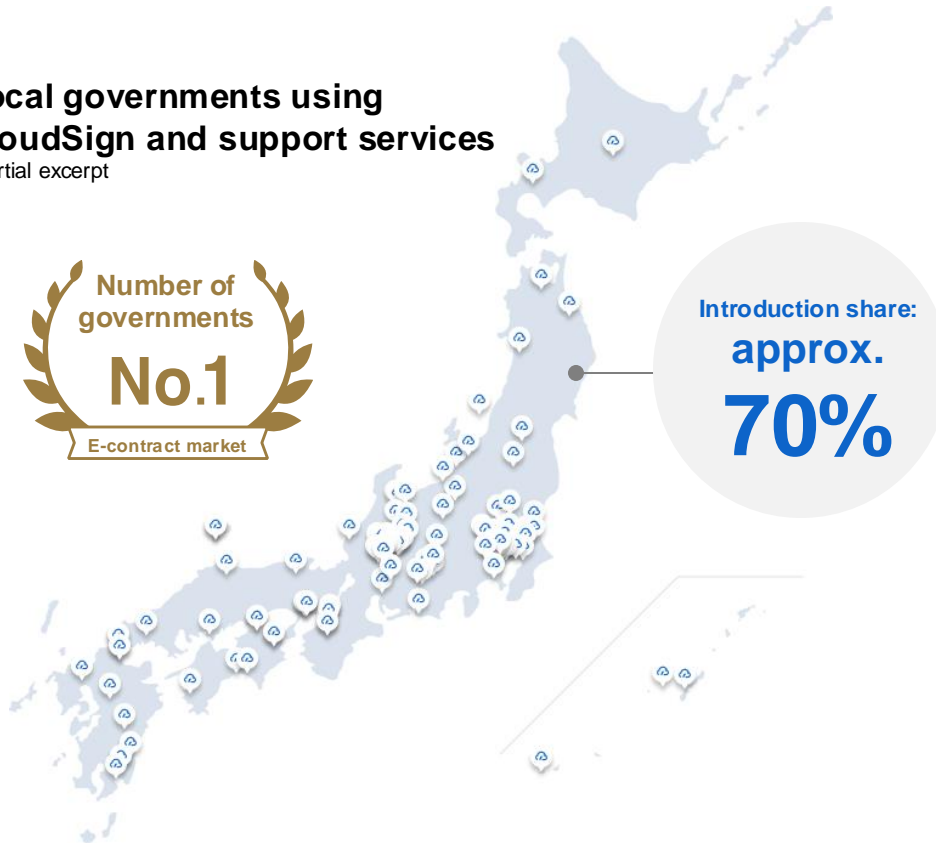 ocal governments using
oudSign and support services
rtial excerpt
Number of
governments
No.1
E-contract market
Introduction share:
approx.
70%